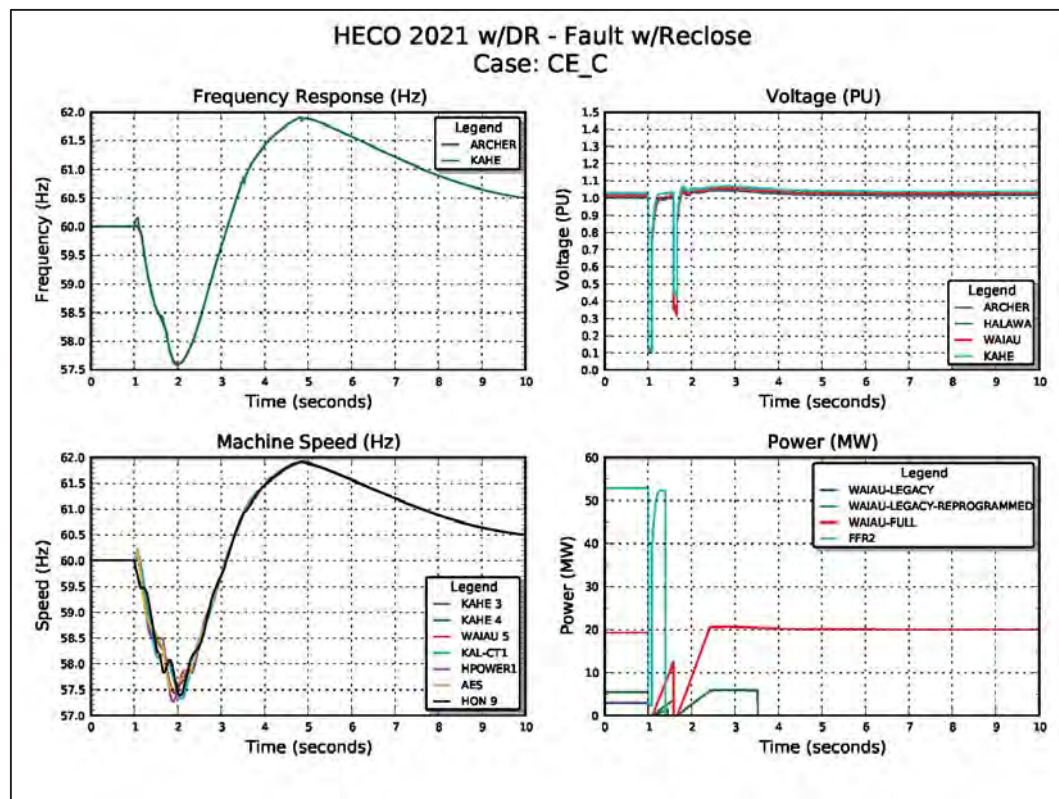 HECO 2021 w/DR - Fault w/Reclose
Case: CE_C
Frequency Response (Hz)
62.0
61.5
61.0
60.5
60.0
59.5
59.0
58.5
58.0
57.5
Frequency (Hz)
Legend
ARCHER
KAHE
0 1 2 3 4 5 6 7 8 9 10
Time (seconds)
Voltage (PU)
1.5
1.4
1.3
1.2
1.1
1.0
0.9
0.8
0.7
0.6
0.5
0.4
0.3
0.2
0.1
0.0
Voltage (PU)
Legend
ARCHER
HALAWA
WAIAU
KAHE
0 1 2 3 4 5 6 7 8 9 10
Time (seconds)
Machine Speed (Hz)
62.0
61.5
61.0
60.5
60.0
59.5
59.0
58.5
58.0
57.5
57.0
Speed (Hz)
Legend
KAHE 3
KAHE 4
WAIAU 5
KAL-CT1
HPOWER1
AES
HON 9
0 1 2 3 4 5 6 7 8 9 10
Time (seconds)
Power (MW)
60
50
40
30
20
10
0
Power (MW)
Legend
WAIAU-LEGACY
WAIAU-LEGACY-REPROGRAMMED
WAIAU-FULL
FFR2
0 1 2 3 4 5 6 7 8 9 10
Time (seconds)